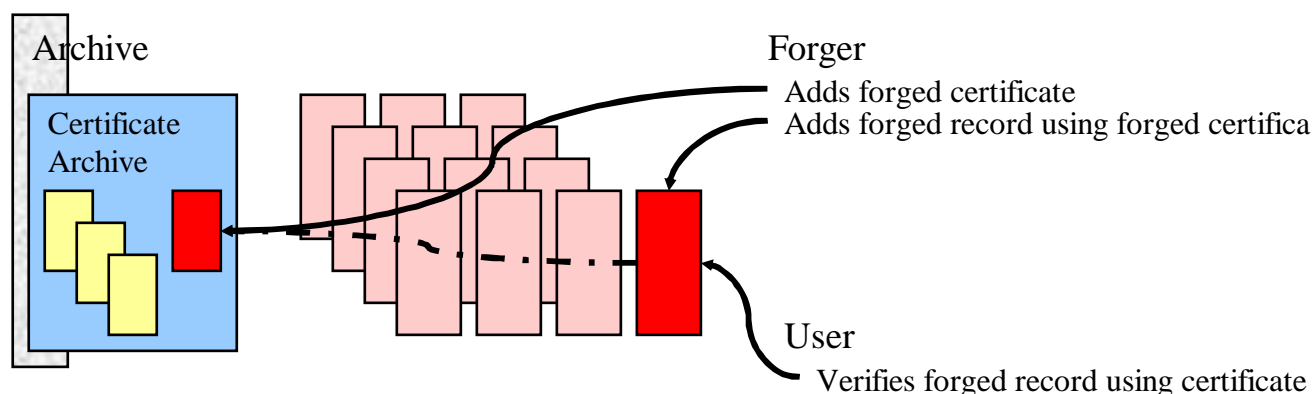 Archive
Forger
Adds forged certificate
Adds forged record using forged certifica
Certificate
Archive
User
Verifies forged record using certificate